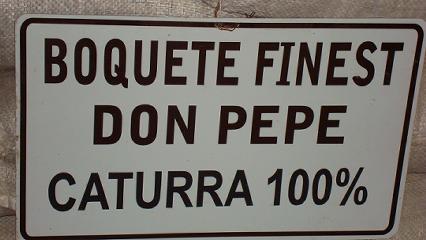 BOQUETE FINEST
DON PEPE
CATURRA 100%